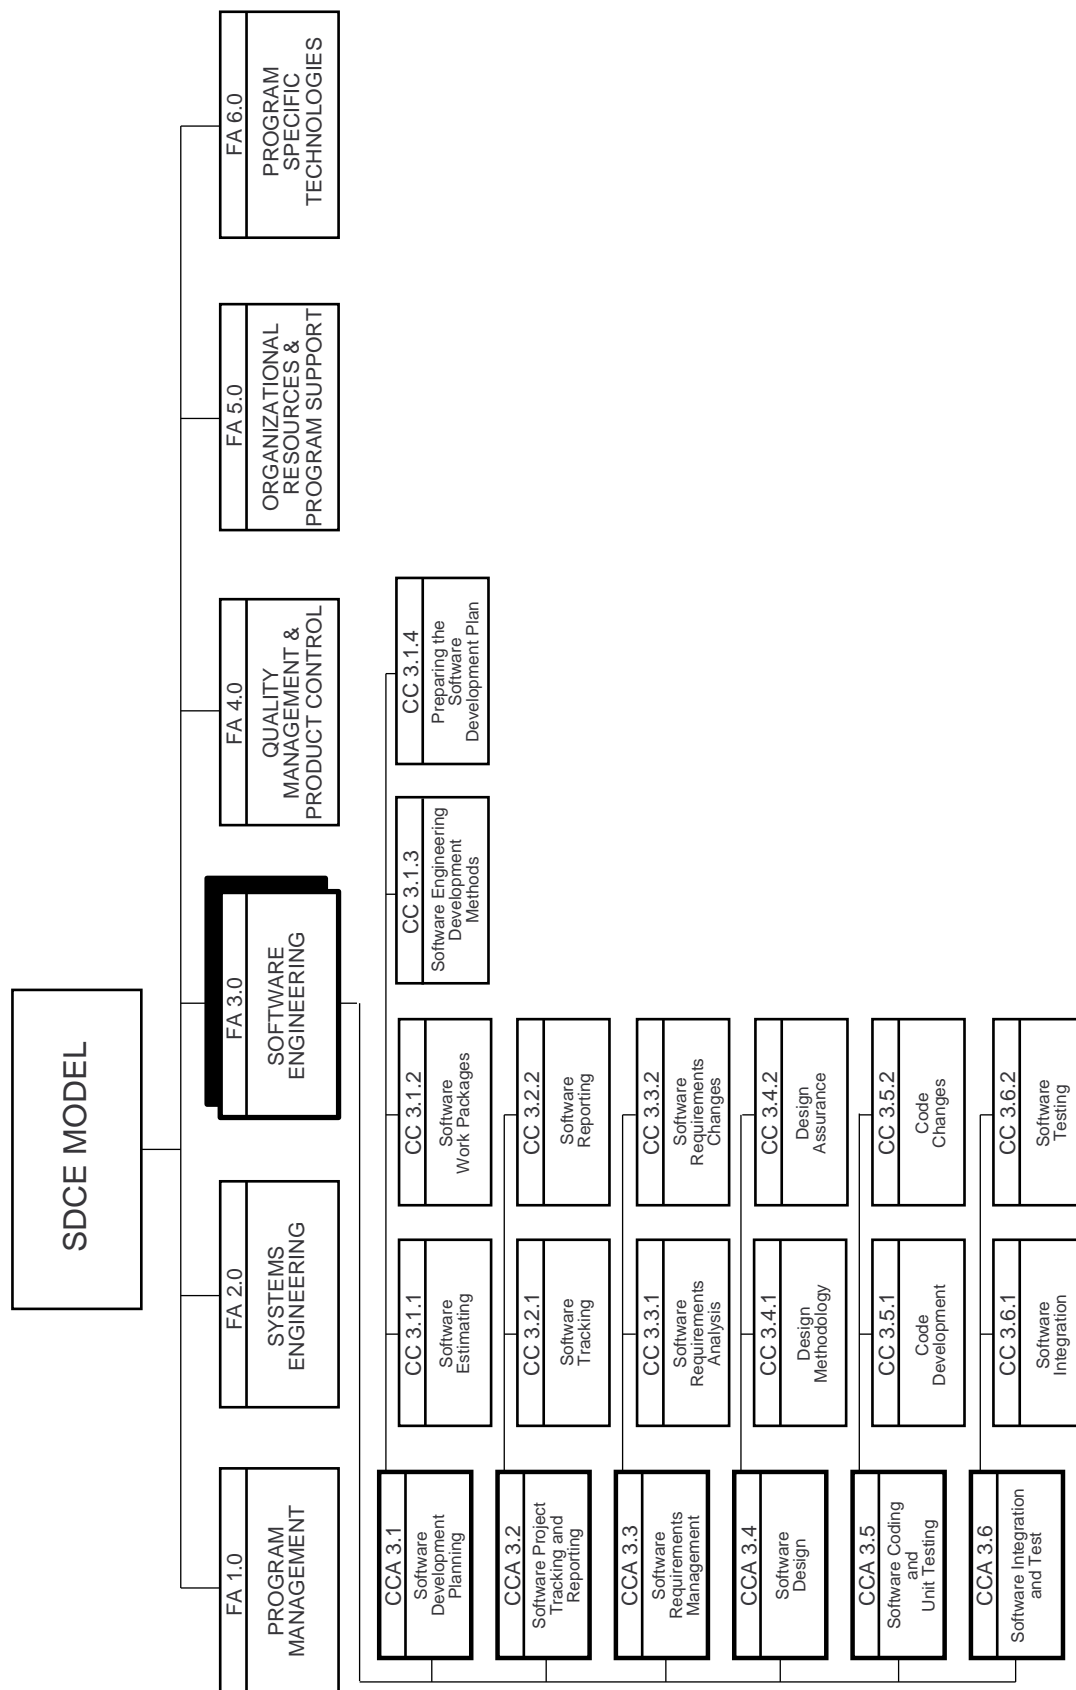 SDCE MODEL
FA 1.0
PROGRAM
MANAGEMENT
FA 2.0
SYSTEMS
ENGINEERING
FA 3.0
SOFTWARE
ENGINEERING
FA 4.0
QUALITY
MANAGEMENT &
PRODUCT CONTROL
FA 5.0
ORGANIZATIONAL
RESOURCES &
PROGRAM SUPPORT
FA 6.0
PROGRAM
SPECIFIC
TECHNOLOGIES
CCA 3.1
Software
Development
Planning
CC 3.1.1
Software
Estimating
CC 3.1.2
Software
Work Packages
CC 3.1.3
Software Engineering
Development
Methods
CC 3.1.4
Preparing the
Software
Development Plan
CCA 3.2
Software Project
Tracking and
Reporting
CC 3.2.1
Software
Tracking
CC 3.2.2
Software
Reporting
CCA 3.3
Software
Requirements
Management
CC 3.3.1
Software
Requirements
Analysis
CC 3.3.2
Software
Requirements
Changes
CCA 3.4
Software
Design
CC 3.4.1
Design
Methodology
CC 3.4.2
Design
Assurance
CCA 3.5
Software Coding
and
Unit Testing
CC 3.5.1
Code
Development
CC 3.5.2
Code
Changes
CCA 3.6
Software Integration
and Test
CC 3.6.1
Software
Integration
CC 3.6.2
Software
Testing